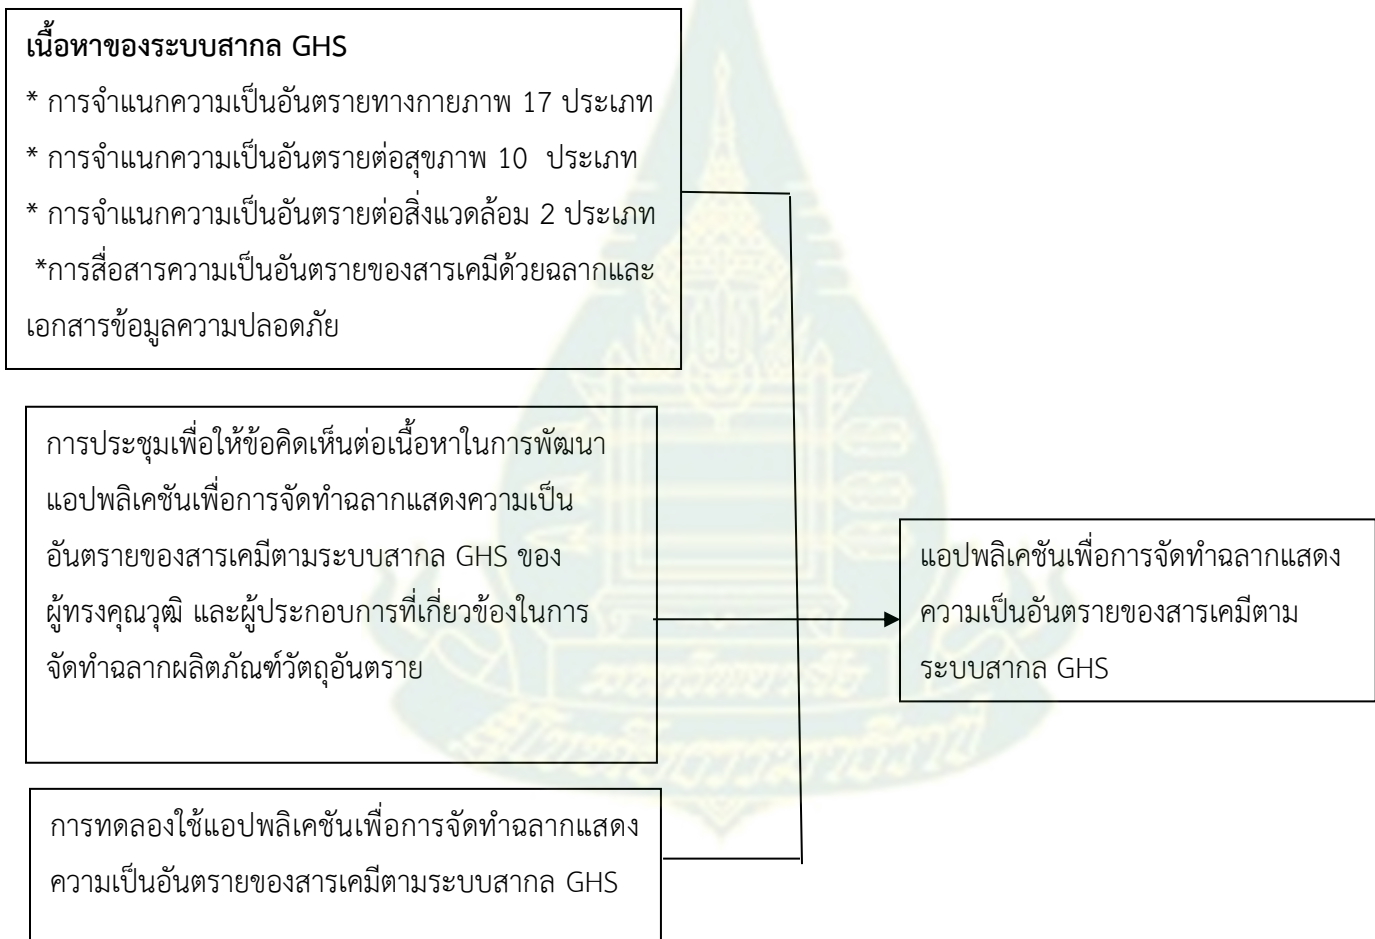 เนื้อหาของระบบสากล GHS
* การจำแนกความเป็นอันตรายทางกายภาพ 17 ประเภท
* การจำแนกความเป็นอันตรายต่อสุขภาพ 10 ประเภท
* การจำแนกความเป็นอันตรายต่อสิ่งแวดล้อม 2 ประเภท
*การสื่อสารความเป็นอันตรายของสารเคมีด้วยฉลากและ
เอกสารข้อมูลความปลอดภัย
การประชุมเพื่อให้ข้อคิดเห็นต่อเนื้อหาในการพัฒนา
แอปพลิเคชันเพื่อการจัดทำฉลากแสดงความเป็น
อันตรายของสารเคมีตามระบบสากล GHS ของ
ผู้ทรงคุณวุฒิ และผู้ประกอบการที่เกี่ยวข้องในการ
จัดทำฉลากผลิตภัณฑ์วัตถุอันตราย
แอปพลิเคชันเพื่อการจัดทำฉลากแสดง
ความเป็นอันตรายของสารเคมีตาม
ระบบสากล GHS
การทดลองใช้แอปพลิเคชันเพื่อการจัดทำฉลากแสดง
ความเป็นอันตรายของสารเคมีตามระบบสากล GHS